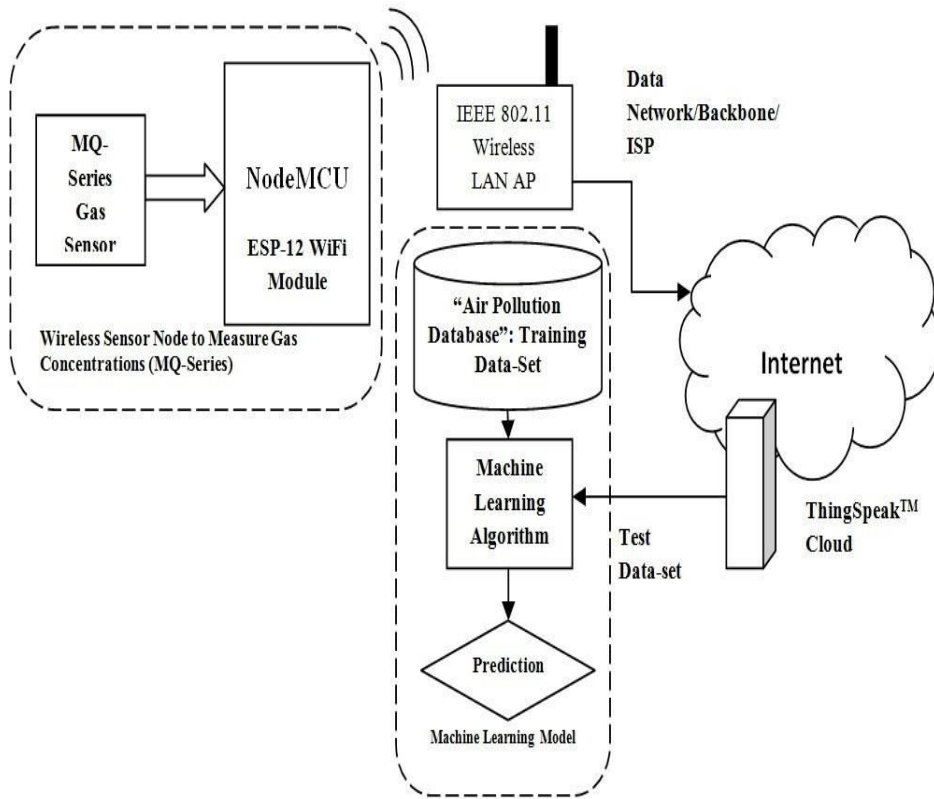 MQ-
Series
Gas
Sensor
NodeMCU
ESP-12 WiFi
Module
Wireless Sensor Node to Measure Gas
Concentrations (MQ-Series)
IEEE 802.11
Wireless
LAN AP
Data
Network/Backbone/
ISP
“Air Pollution
Database”: Training
Data-Set
Internet
Machine
Learning
Algorithm
Test
Data-set
ThingSpeak™
Cloud
Prediction
Machine Learning Model